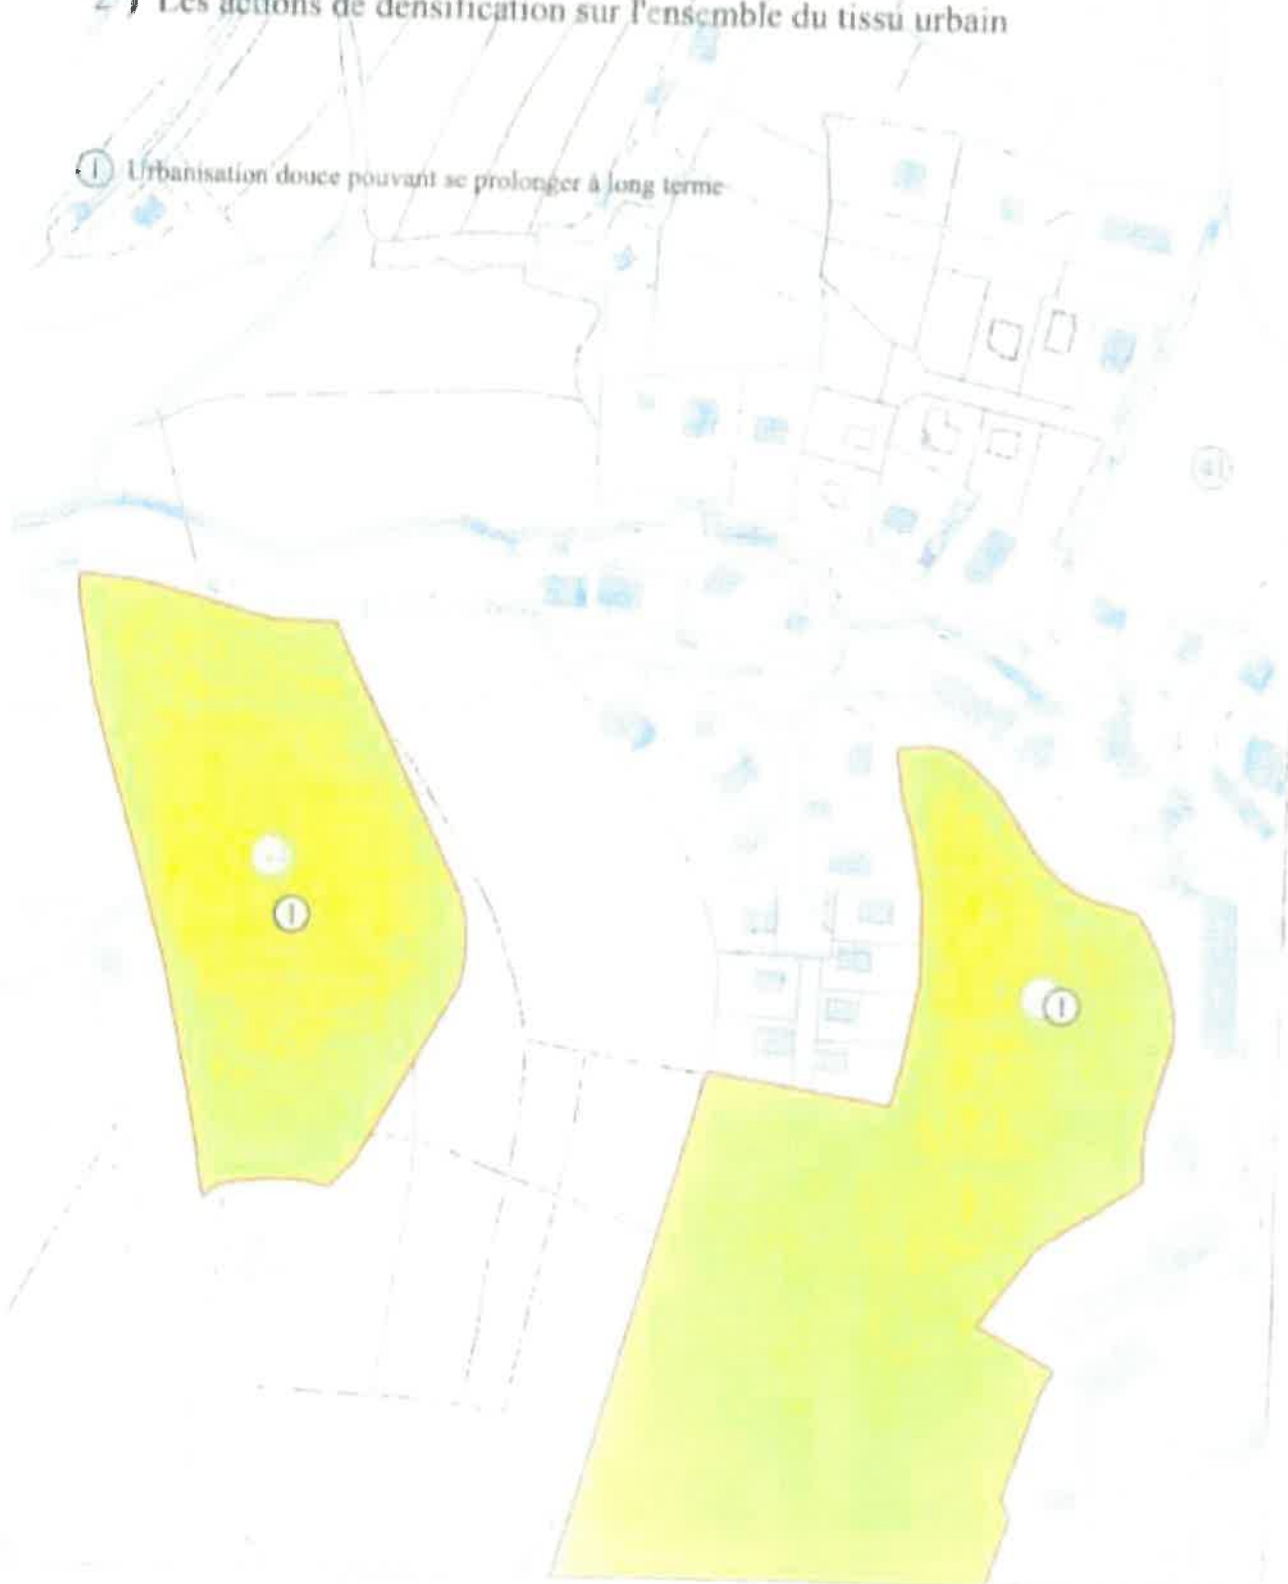 2 ) Les actions de densification sur l'ensemble du tissu urbain
1 Urbanisation douce pouvant se prolonger à long terme
1
1